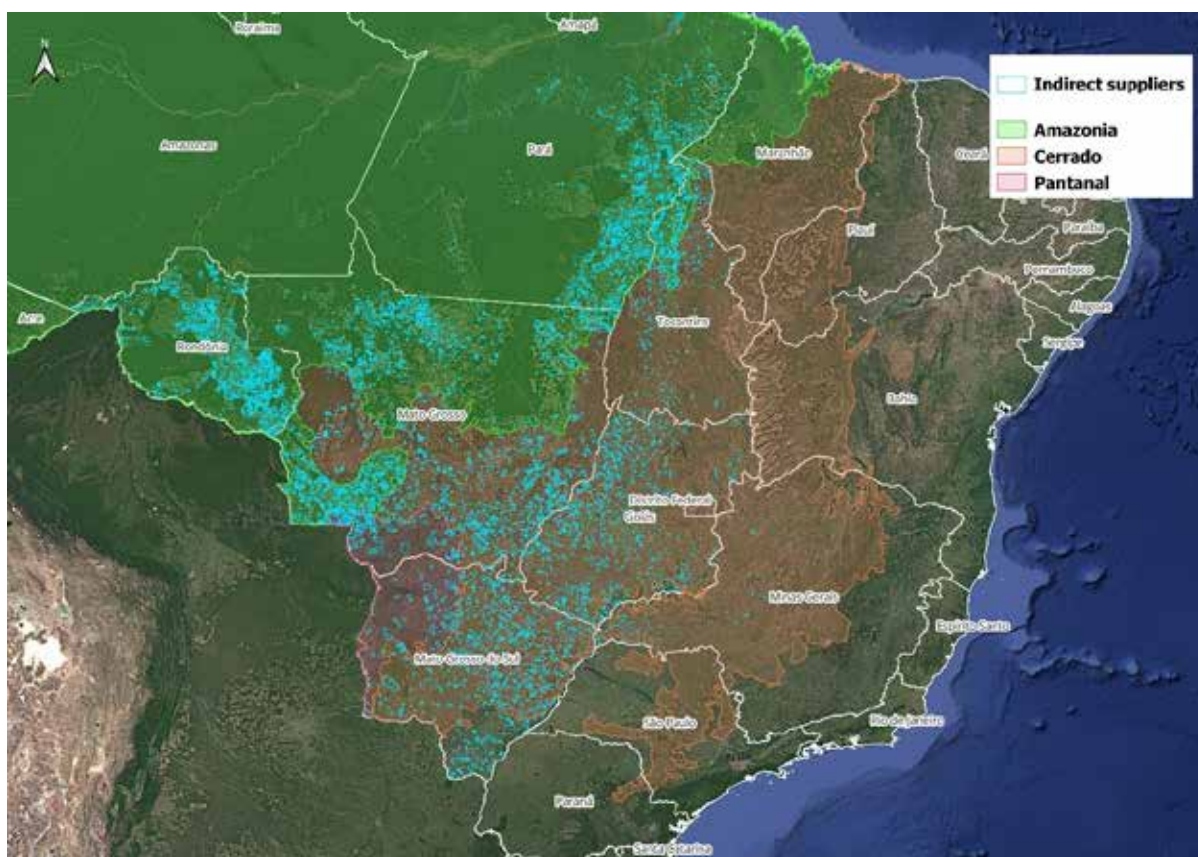 N
Roraima
Amapá
Indirect suppliers
Amazonia
Cerrado
Pantanal
Amazonas
Pará
Maranhão
Ceará
Piauí
Paraíba
Pernambuco
Alagoas
Sergipe
Acre
Rondônia
Tocantins
Bahia
Mato Grosso
Distrito Federal
Goiás
Minas Gerais
Espírito Santo
Mato Grosso do Sul
São Paulo
Rio de Janeiro
Paraná
Santa Catarina